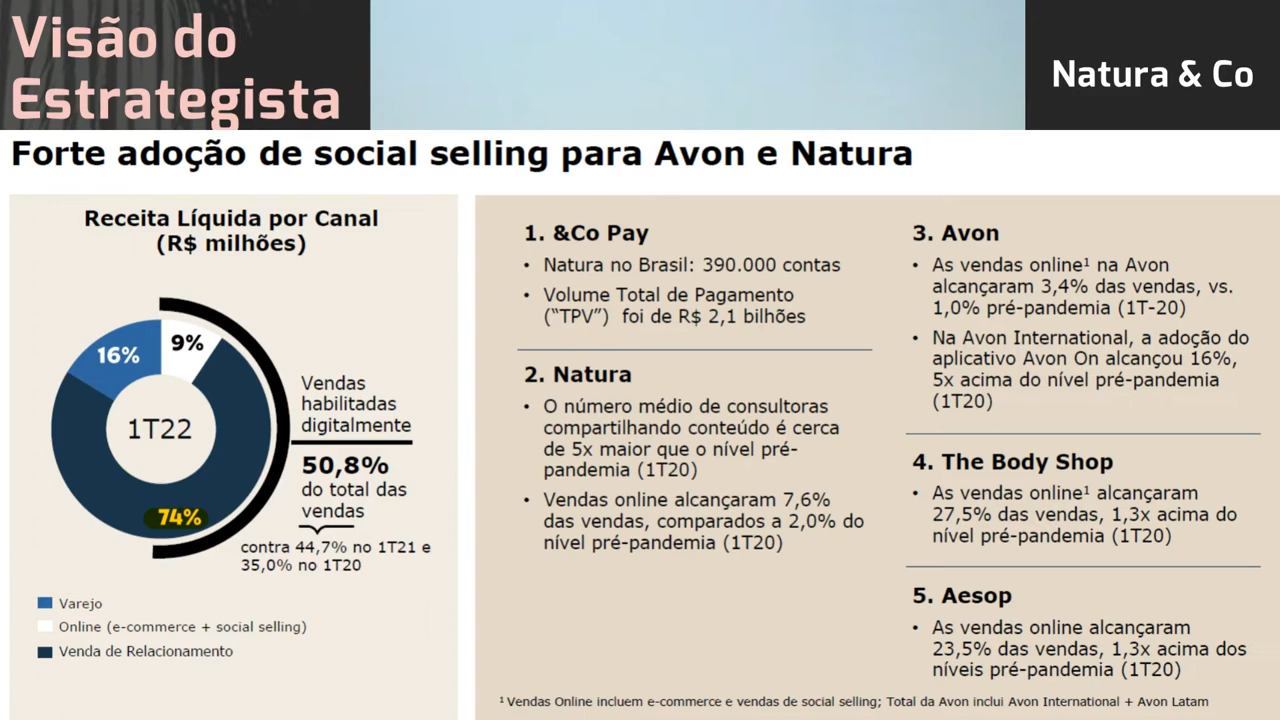 Visão do
Estrategista
Natura & Co
Forte adoção de social selling para Avon e Natura
Receita Líquida por Canal
(R$ milhões)
16%
9%
1T22
74%
Vendas
habilitadas
digitalmente
50,8%
do total das
vendas
contra 44,7% no 1T21 e
35,0% no 1T20
Varejo
Online (e-commerce + social selling)
Venda de Relacionamento
1. &Co Pay
• Natura no Brasil: 390.000 contas
• Volume Total de Pagamento
(“TPV”) foi de R$ 2,1 bilhões
2. Natura
• O número médio de consultoras
compartilhando conteúdo é cerca
de 5x maior que o nível pré-
pandemia (1T20)
• Vendas online alcançaram 7,6%
das vendas, comparados a 2,0% do
nível pré-pandemia (1T20)
3. Avon
• As vendas online¹ na Avon
alcançaram 3,4% das vendas, vs.
1,0% pré-pandemia (1T-20)
• Na Avon International, a adoção do
aplicativo Avon On alcançou 16%,
5x acima do nível pré-pandemia
(1T20)
4. The Body Shop
• As vendas online¹ alcançaram
27,5% das vendas, 1,3x acima do
nível pré-pandemia (1T20)
5. Aesop
• As vendas online alcançaram
23,5% das vendas, 1,3x acima dos
níveis pré-pandemia (1T20)
¹ Vendas Online incluem e-commerce e vendas de social selling; Total da Avon inclui Avon International + Avon Latam